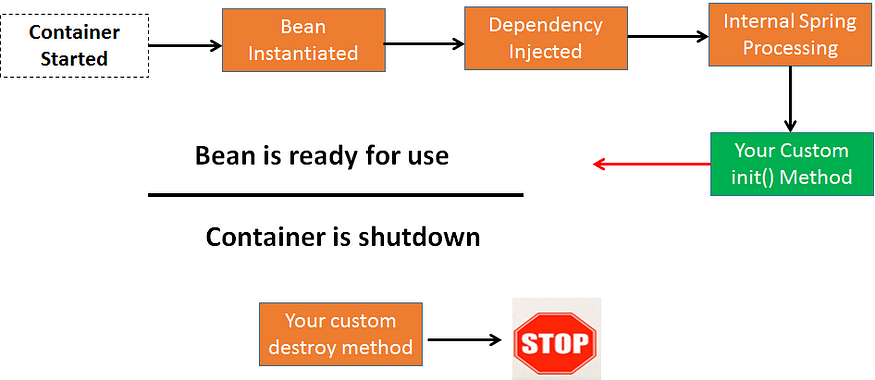 Container
Started
Bean
Instantiated
Dependency
Injected
Internal Spring
Processing
Your Custom
init() Method
Bean is ready for use
Container is shutdown
Your custom
destroy method
STOP